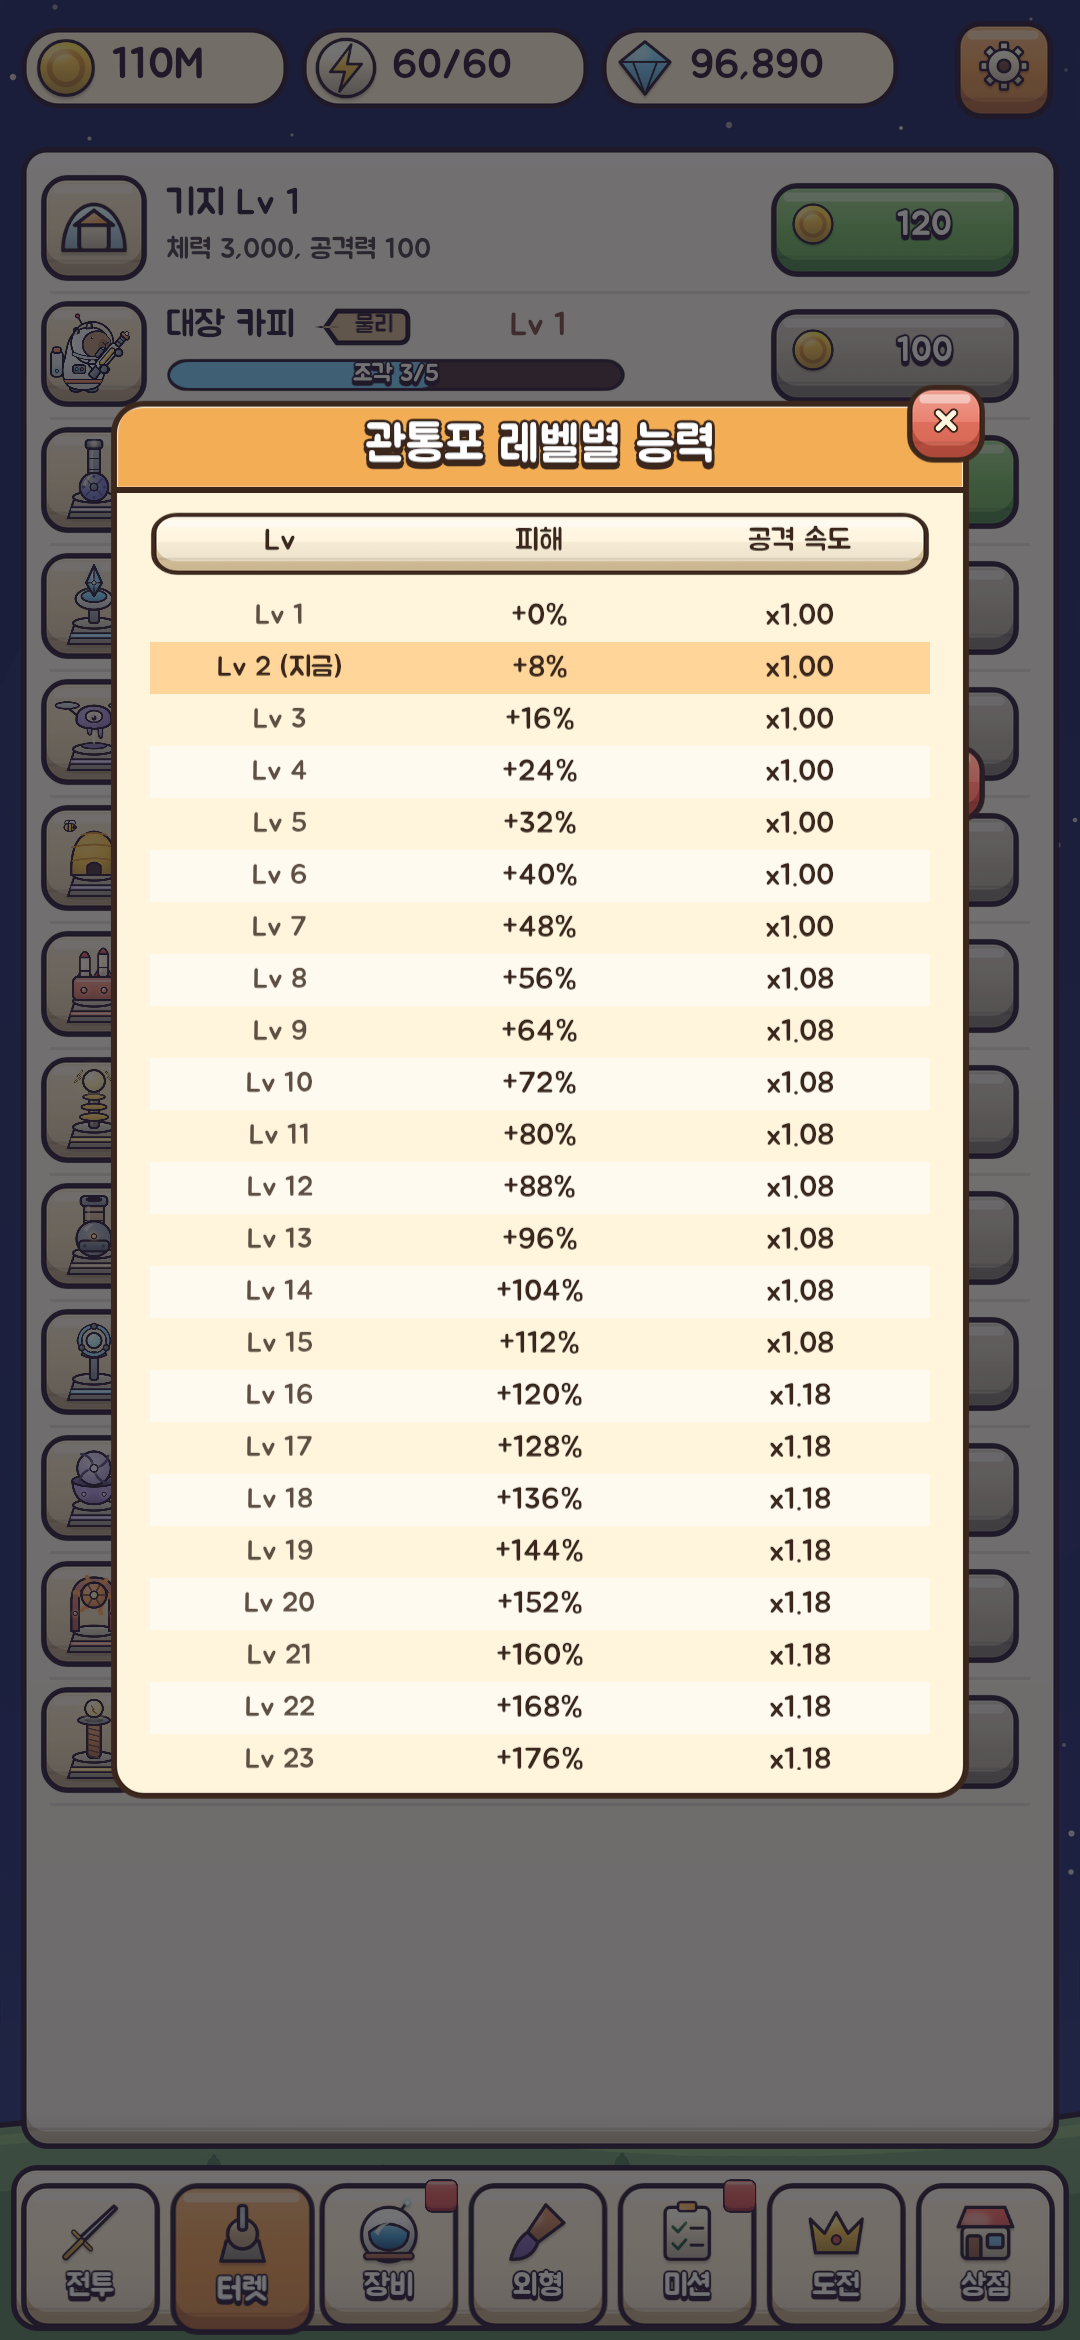 110M 60/60 96,890
기지 Lv 1
체력 3,000, 공격력 100
120
대장 카피 물리 Lv 1
조각 3/5
100
관통포 레벨별 능력
Lv 피해 공격 속도
Lv 1 +0% x1.00
Lv 2 (지금) +8% x1.00
Lv 3 +16% x1.00
Lv 4 +24% x1.00
Lv 5 +32% x1.00
Lv 6 +40% x1.00
Lv 7 +48% x1.00
Lv 8 +56% x1.08
Lv 9 +64% x1.08
Lv 10 +72% x1.08
Lv 11 +80% x1.08
Lv 12 +88% x1.08
Lv 13 +96% x1.08
Lv 14 +104% x1.08
Lv 15 +112% x1.08
Lv 16 +120% x1.18
Lv 17 +128% x1.18
Lv 18 +136% x1.18
Lv 19 +144% x1.18
Lv 20 +152% x1.18
Lv 21 +160% x1.18
Lv 22 +168% x1.18
Lv 23 +176% x1.18
전투 터렛 장비 외형 미션 도전 상점